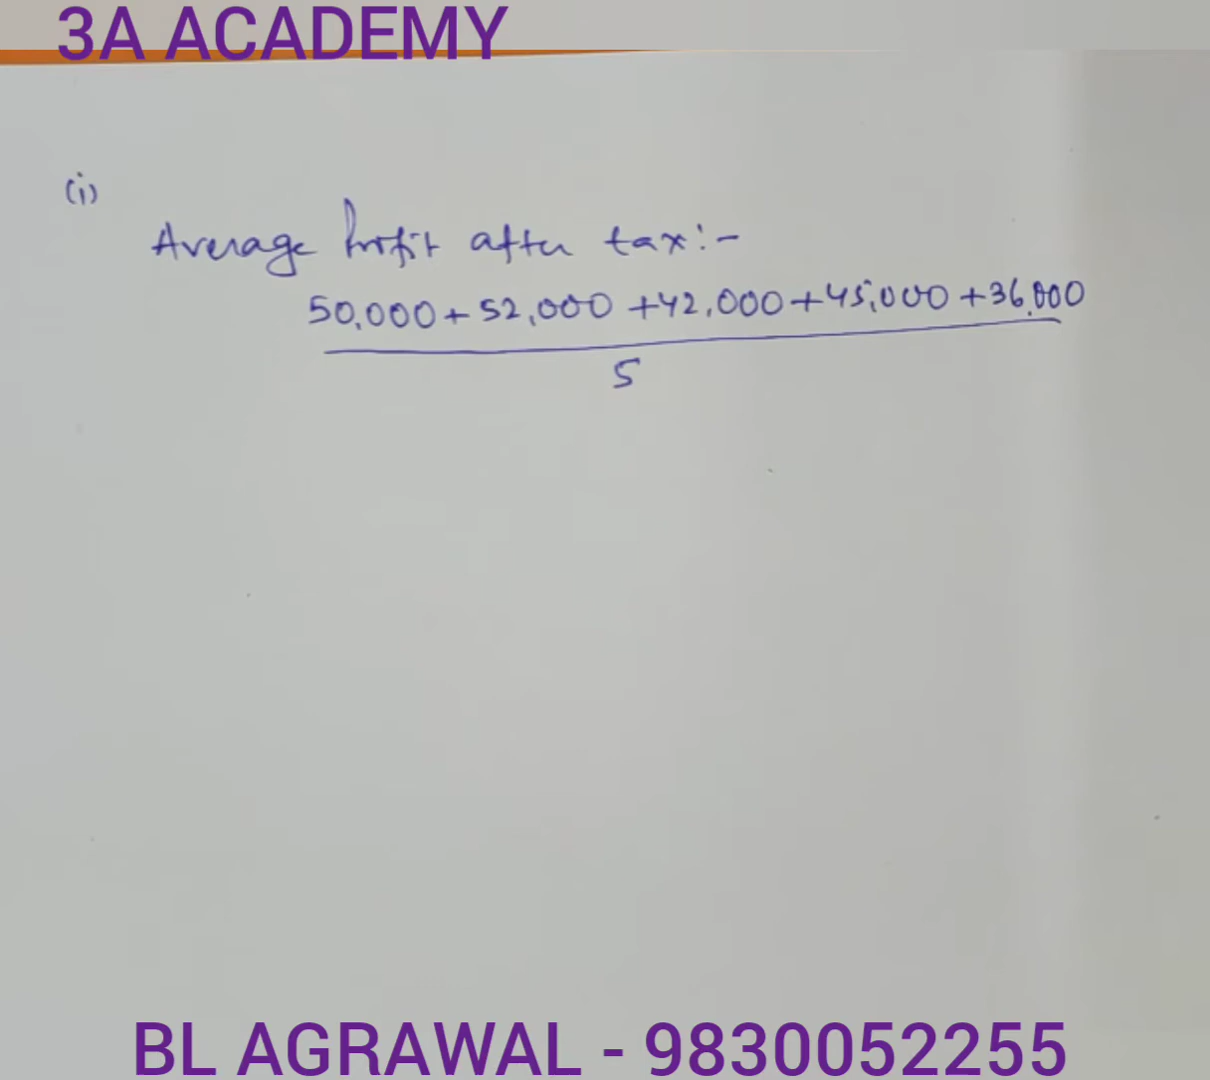 3A ACADEMY
(i)
Average Profit after tax:-
50,000+52,000+42,000+45,000+36,000
5
BL AGRAWAL - 9830052255